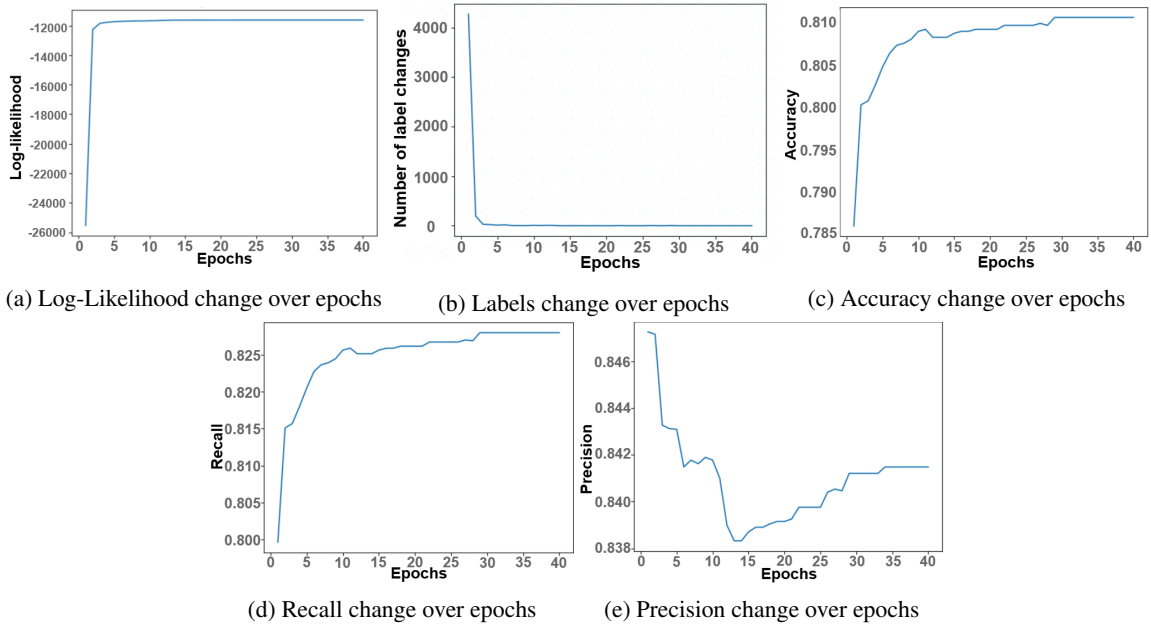 -12000
-14000
-16000
-18000
-20000
-22000
-24000
-26000
Log-likelihood
0 5 10 15 20 25 30 35 40
Epochs
(a) Log-Likelihood change over epochs
4000
3000
2000
4000
0
Number of label changes
0 5 10 15 20 25 30 35 40
Epochs
(b) Labels change over epochs
0.810
0.805
0.800
0.795
0.790
0.785
Accuracy
0 5 10 15 20 25 30 35 40
Epochs
(c) Accuracy change over epochs
0.825
0.820
0.815
0.810
0.805
0.800
Recall
0 5 10 15 20 25 30 35 40
Epochs
(d) Recall change over epochs
0.846
0.844
0.842
0.840
0.838
Precision
0 5 10 15 20 25 30 35 40
Epochs
(e) Precision change over epochs